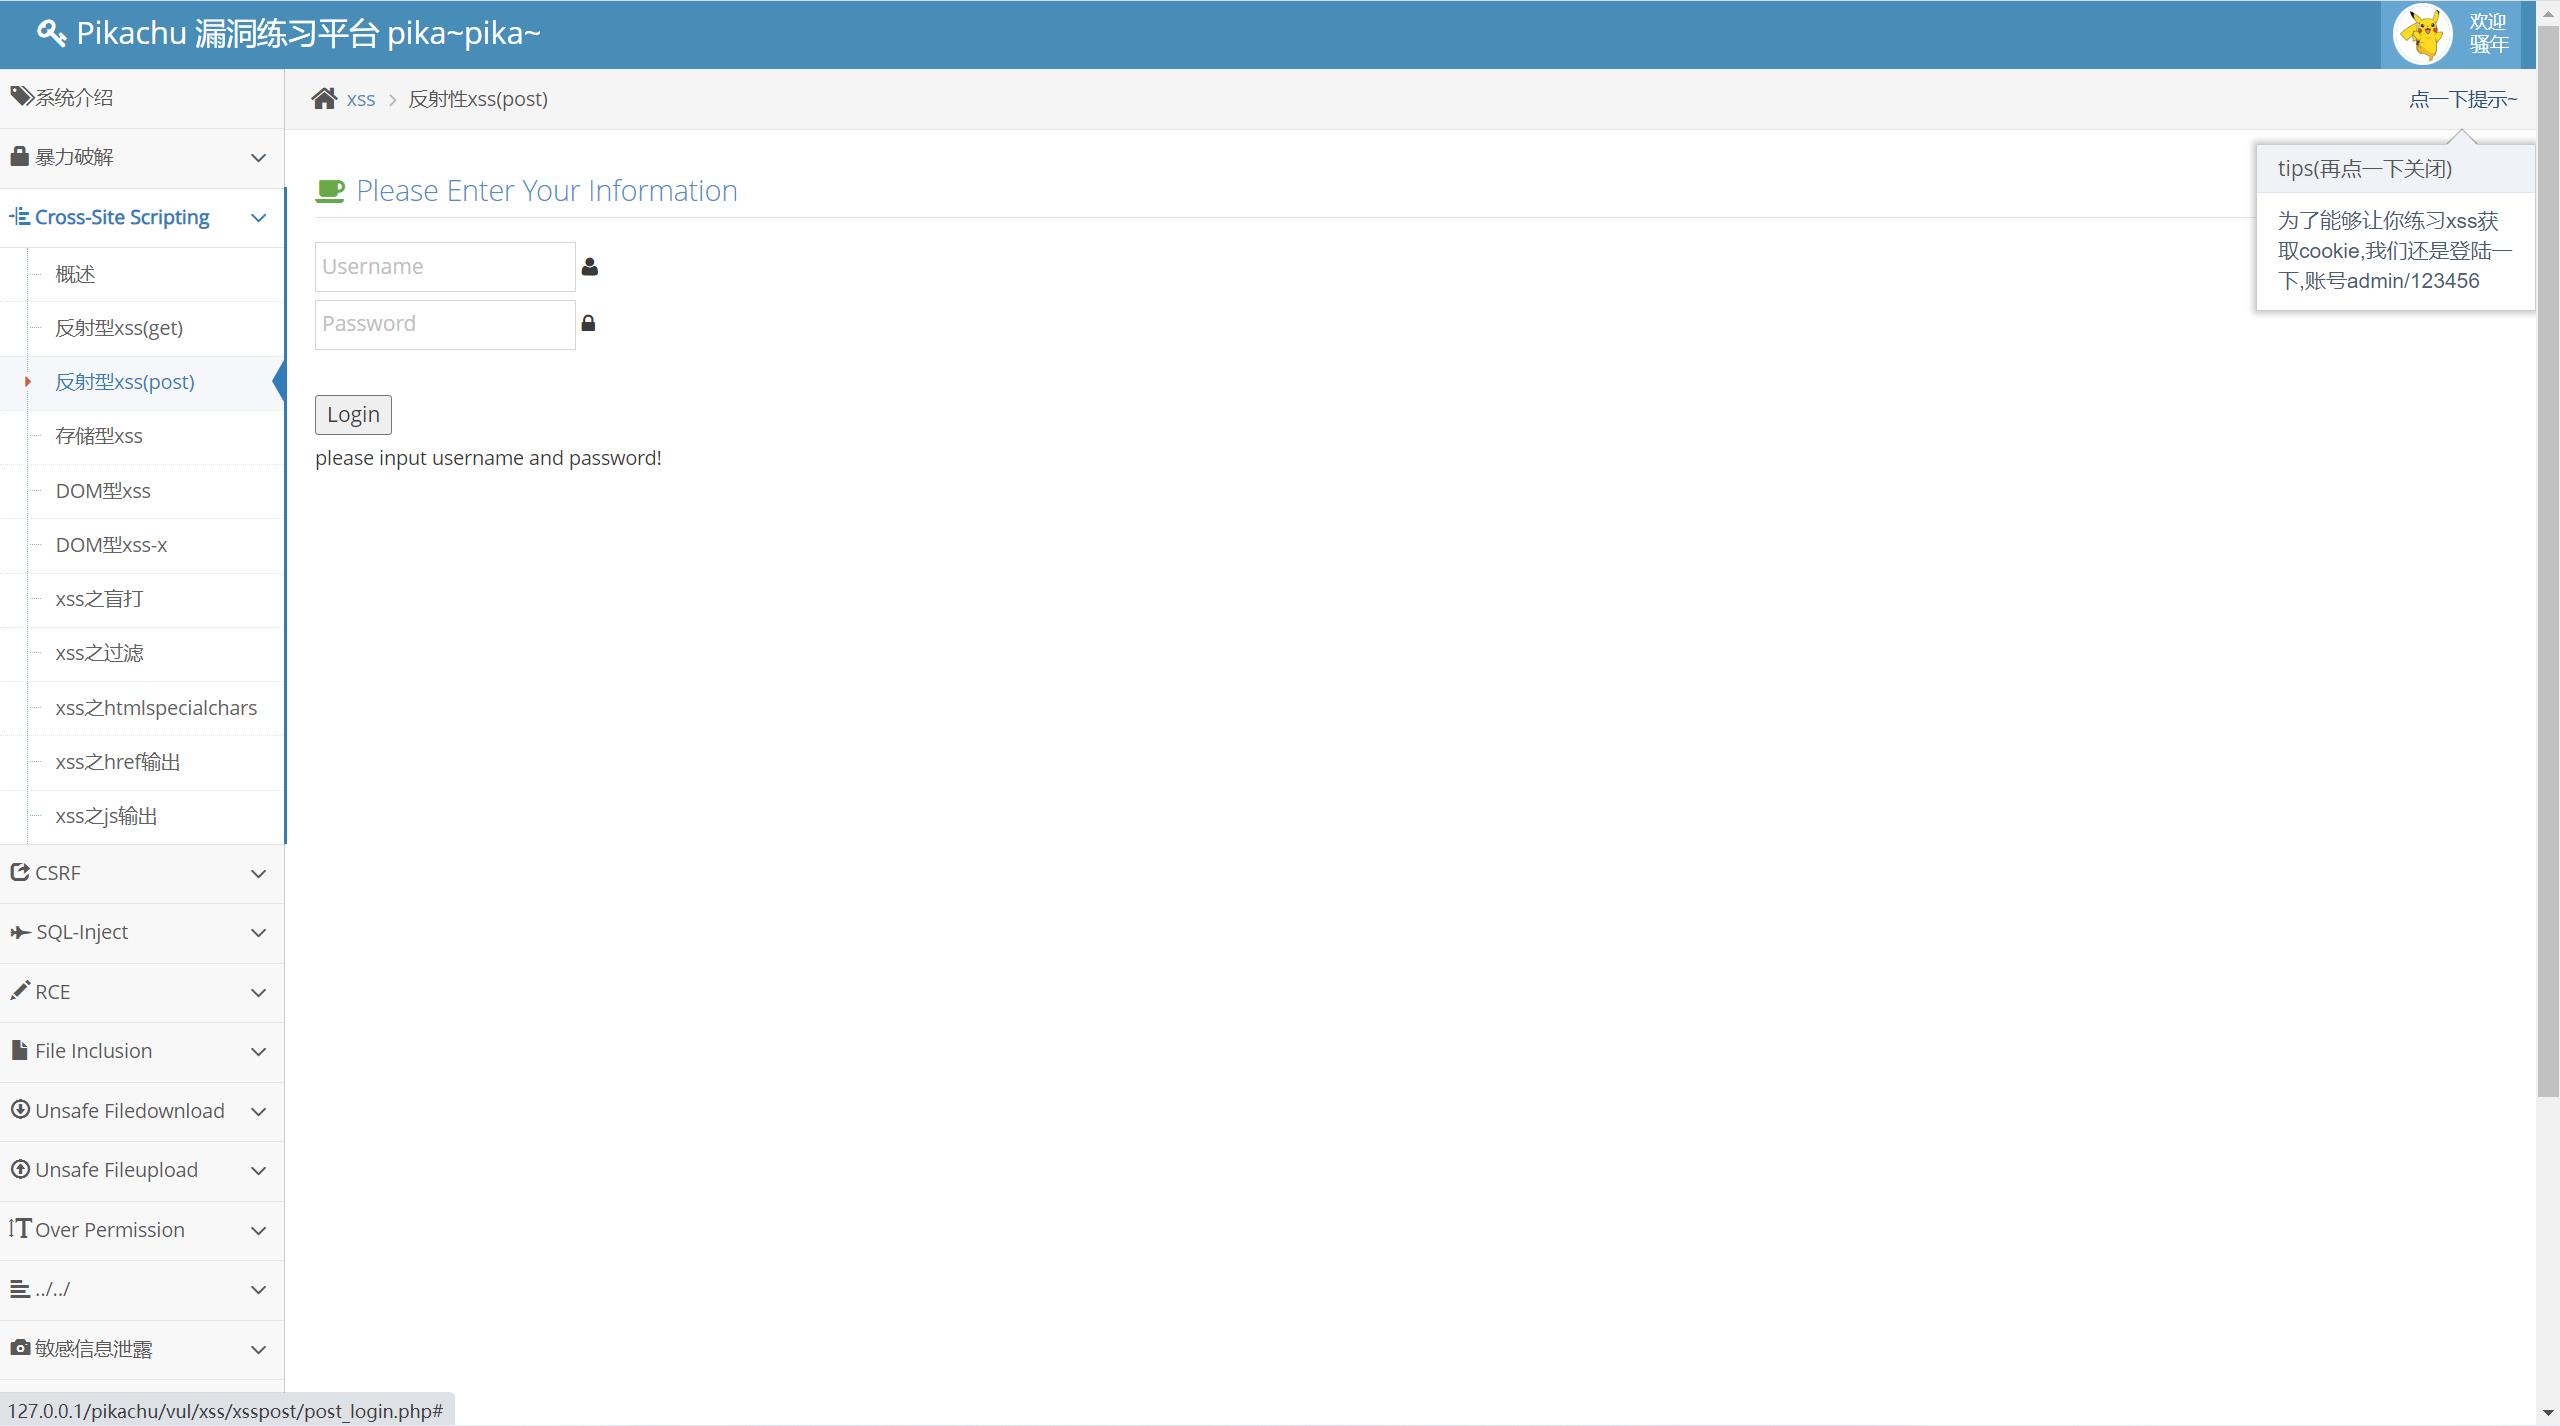 Pikachu 漏洞练习平台 pika~pika~
欢迎
骚年
系统介绍
暴力破解
Cross-Site Scripting
概述
反射型xss(get)
反射型xss(post)
存储型xss
DOM型xss
DOM型xss-x
xss之盲打
xss之过滤
xss之htmlspecialchars
xss之href输出
xss之js输出
CSRF
SQL-Inject
RCE
File Inclusion
Unsafe Filedownload
Unsafe Fileupload
Over Permission
../../
敏感信息泄露
xss > 反射性xss(post)
点一下提示~
tips(再点一下关闭)
为了能够让你练习xss获
取cookie,我们还是登陆一
下,账号admin/123456
Please Enter Your Information
Username
Password
Login
please input username and password!
127.0.0.1/pikachu/vul/xss/xsspost/post_login.php#